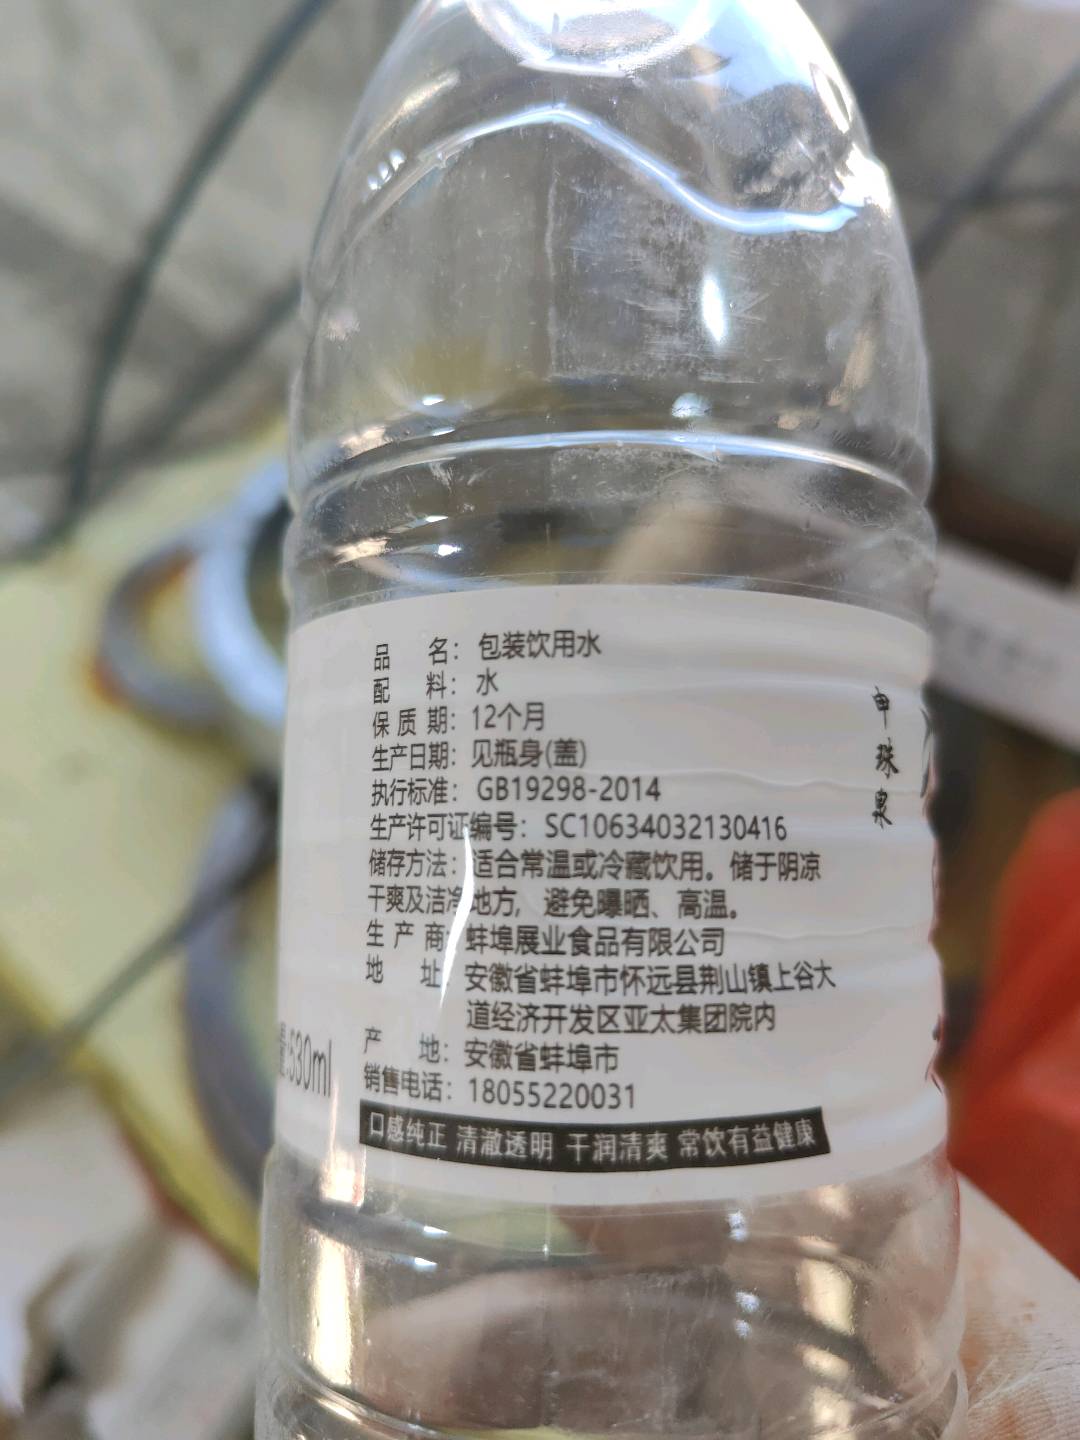 品 名：包装饮用水
配 料：水
保 质 期：12个月
生产日期：见瓶身(盖)
执行标准：GB19298-2014
生产许可证编号：SC10634032130416
储存方法：适合常温或冷藏饮用。储于阴凉
干爽及洁净地方，避免曝晒、高温。
生 产 商：蚌埠展业食品有限公司
地 址：安徽省蚌埠市怀远县荆山镇上谷大
道经济开发区亚太集团院内
产 地：安徽省蚌埠市
销售电话：18055220031
口感纯正 清澈透明 干润清爽 常饮有益健康
量:530ml
申珠泉